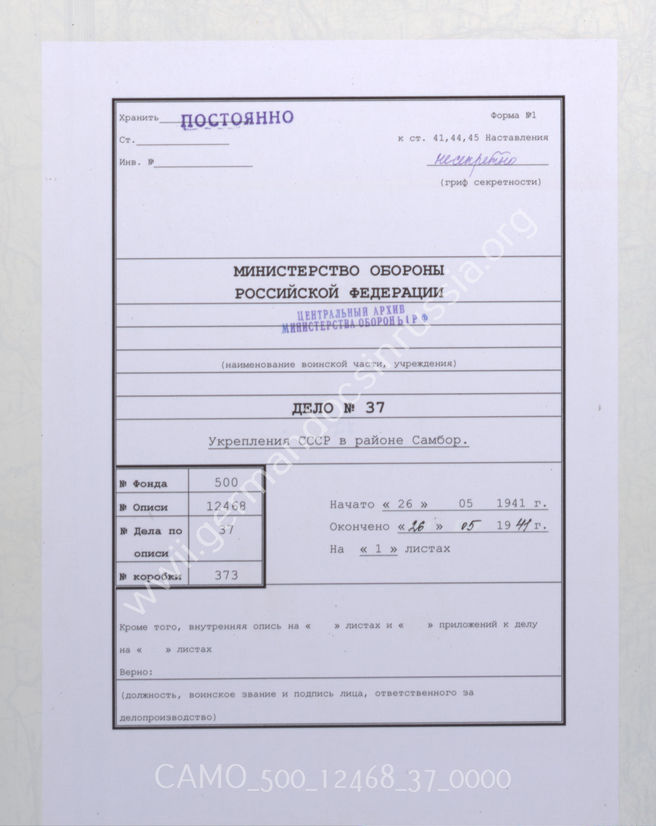 Хранить ПОСТОЯННО
Форма №1
Ст.
к ст. 41,44,45 Наставления
Инв. №
несекретно
(гриф секретности)
МИНИСТЕРСТВО ОБОРОНЫ
РОССИЙСКОЙ ФЕДЕРАЦИИ
ЦЕНТРАЛЬНЫЙ АРХИВ
МИНИСТЕРСТВА ОБОРОНЫ РФ
(наименование воинской части, учреждения)
ДЕЛО № 37
Укрепления СССР в районе Самбор.
№ Фонда 500
№ Описи 12468
№ Дела по описи 37
№ коробки 373
Начато « 26 » 05 1941 г.
Окончено « 26 » 05 1941 г.
На « 1 » листах
Кроме того, внутренняя опись на « » листах и « » приложений к делу
на « » листах
Верно:
(должность, воинское звание и подпись лица, ответственного за
делопроизводство)
www.germandocsinrussia.org
CAMO_500_12468_37_0000